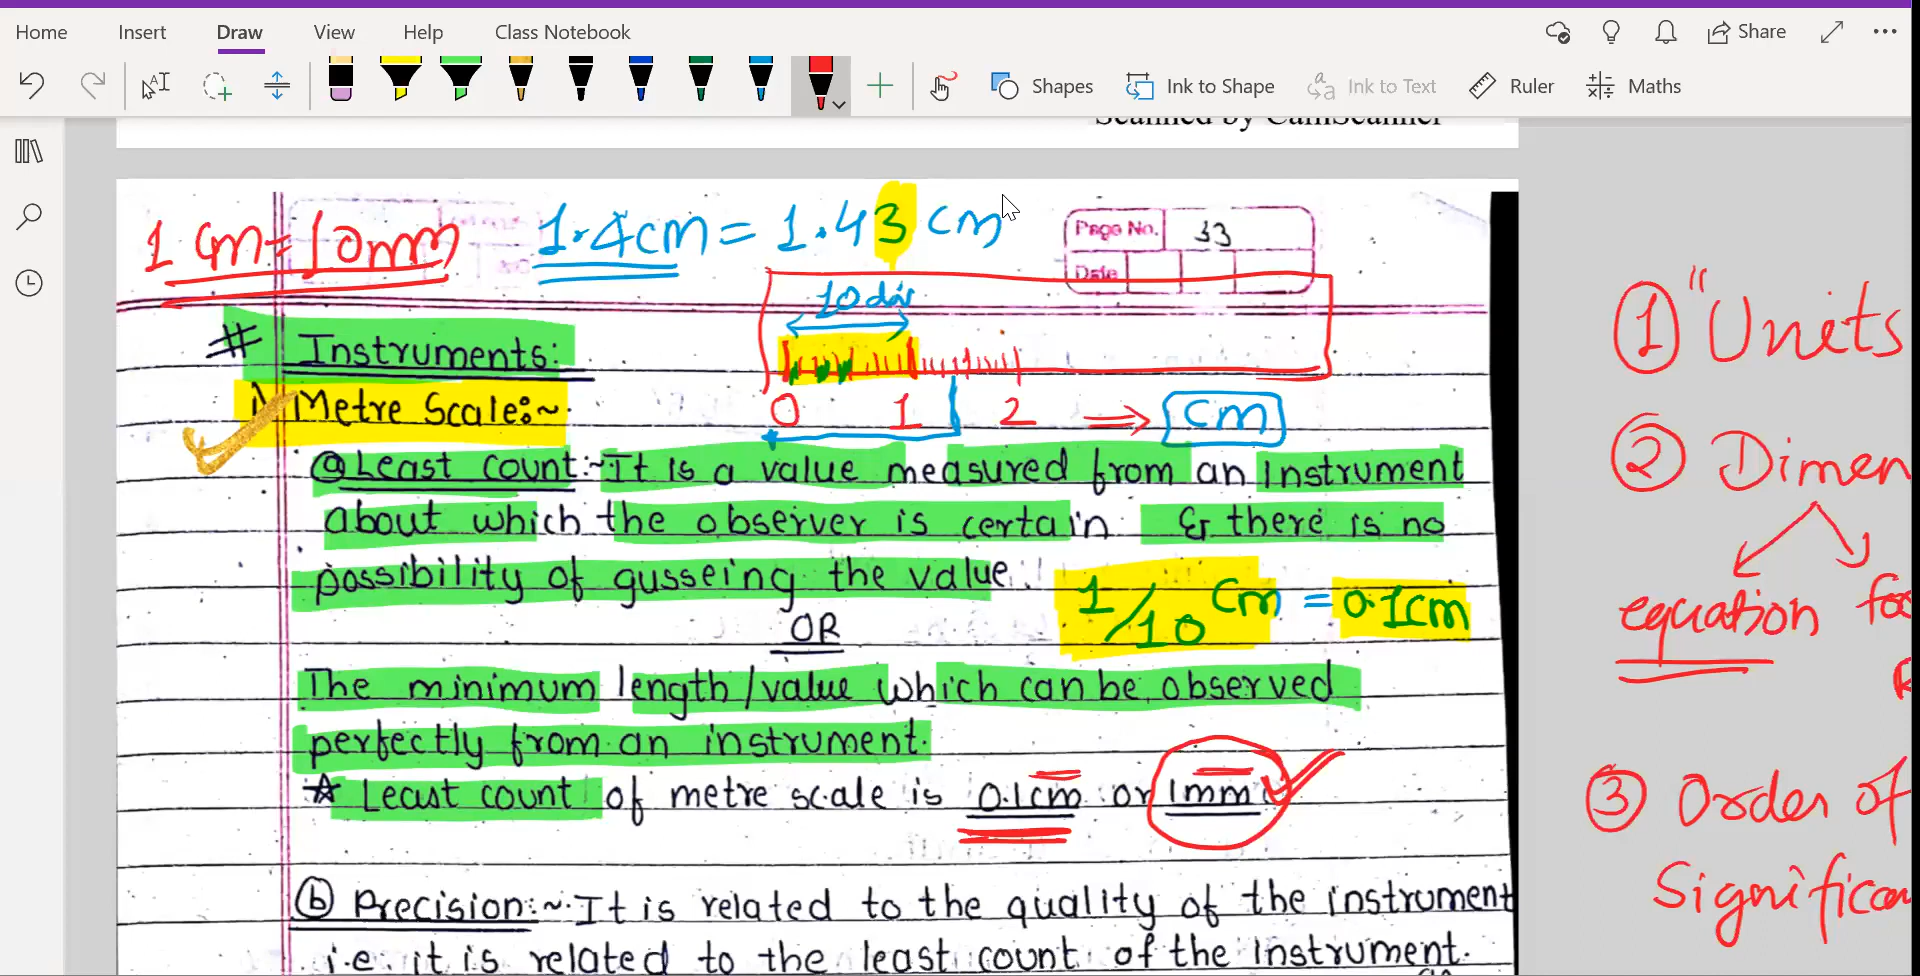 Home Insert Draw View Help Class Notebook Share
Shapes Ink to Shape Ink to Text Ruler Maths
Scanned by CamScanner
1 cm = 10mm 1.4cm = 1.43 cm Page No. 33
Date
10 div
# Instruments:
1) Metre Scale:~ 0 1 2 ⇒ cm
(a) Least count:~ It is a value measured from an instrument
about which the observer is certain & there is no
possibility of gusseing the value.
1/10 cm = 0.1cm
OR
The minimum length/value which can be observed
perfectly from an instrument.
☆ Least count of metre scale is 0.1cm or 1mm
(b) Precision:~ It is related to the quality of the instrument
i.e. it is related to the least count of the instrument.
① "Units
② Dimen
equation
③ Order of
Significan